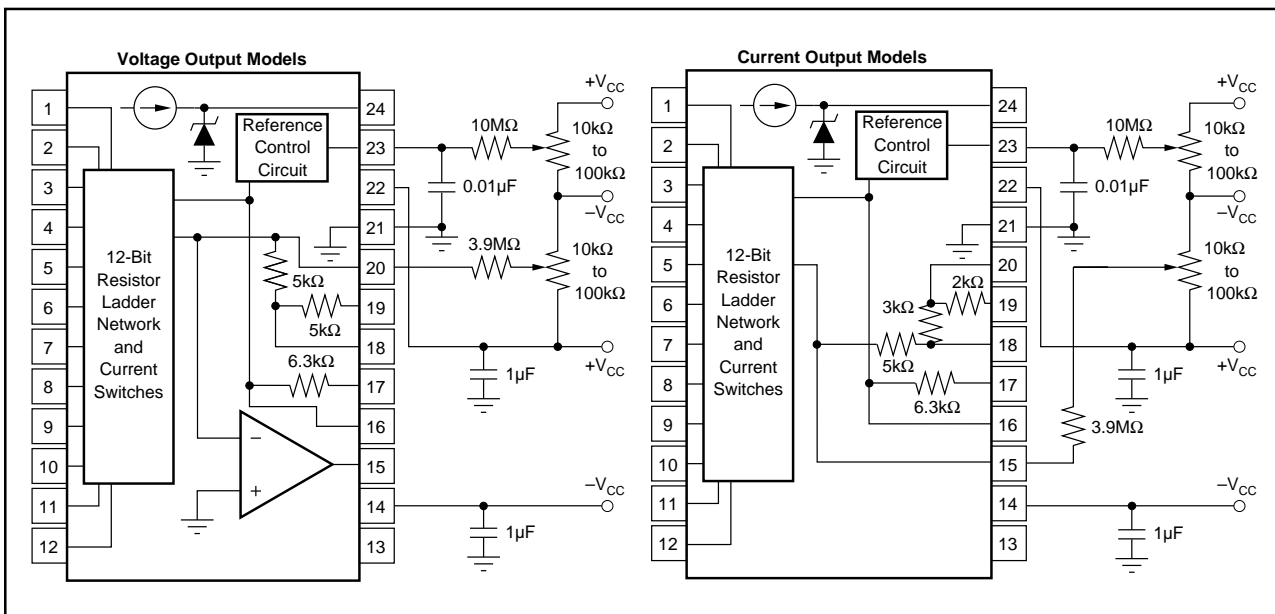 Voltage Output Models
1
2
3
4
5
6
7
8
9
10
11
12
12-Bit
Resistor
Ladder
Network
and
Current
Switches
Reference
Control
Circuit
5kΩ
5kΩ
6.3kΩ
−
+
24
23
22
21
20
19
18
17
16
15
14
13
10MΩ
0.01µF
3.9MΩ
1µF
1µF
+VCC
10kΩ
to
100kΩ
−VCC
10kΩ
to
100kΩ
+VCC
−VCC
Current Output Models
1
2
3
4
5
6
7
8
9
10
11
12
12-Bit
Resistor
Ladder
Network
and
Current
Switches
Reference
Control
Circuit
2kΩ
3kΩ
5kΩ
6.3kΩ
24
23
22
21
20
19
18
17
16
15
14
13
10MΩ
0.01µF
1µF
3.9MΩ
1µF
+VCC
10kΩ
to
100kΩ
−VCC
10kΩ
to
100kΩ
+VCC
−VCC